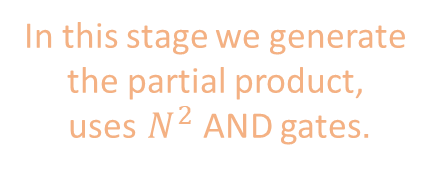 In this stage we generate
the partial product,
uses N² AND gates.